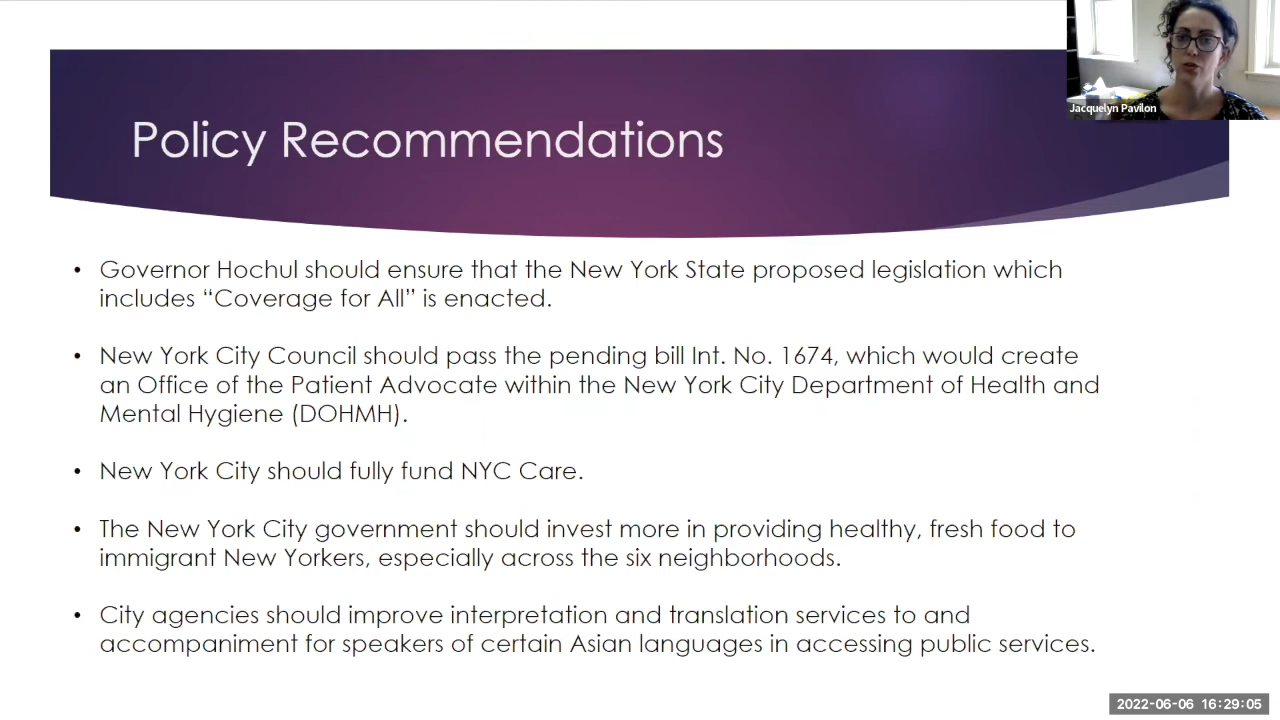 Jacquelyn Pavilon
Policy Recommendations
• Governor Hochul should ensure that the New York State proposed legislation which
includes “Coverage for All” is enacted.
• New York City Council should pass the pending bill Int. No. 1674, which would create
an Office of the Patient Advocate within the New York City Department of Health and
Mental Hygiene (DOHMH).
• New York City should fully fund NYC Care.
• The New York City government should invest more in providing healthy, fresh food to
immigrant New Yorkers, especially across the six neighborhoods.
• City agencies should improve interpretation and translation services to and
accompaniment for speakers of certain Asian languages in accessing public services.
2022-06-06 16:29:05